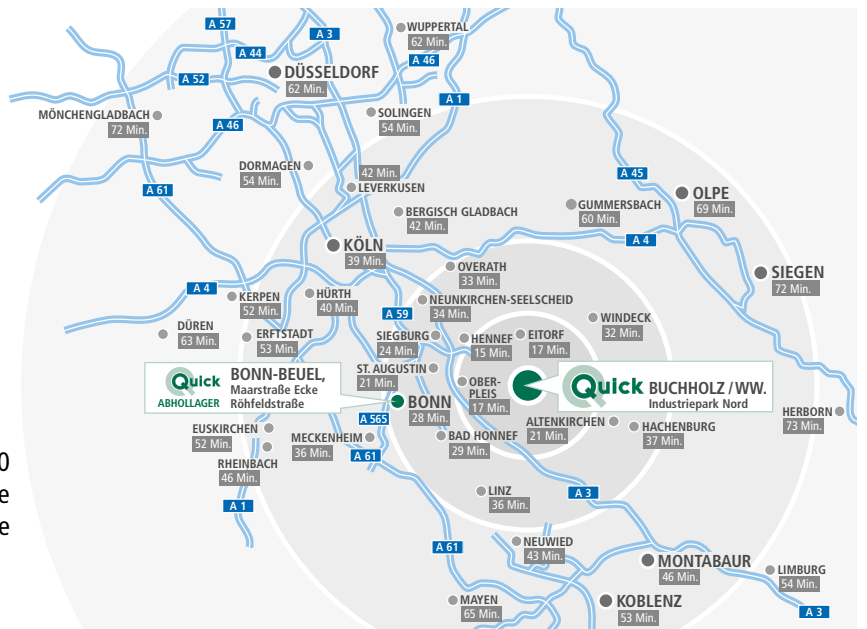 A 57
A 3
WUPPERTAL
62 Min.
A 44
A 46
DÜSSELDORF
62 Min.
A 52
A 1
MÖNCHENGLADBACH
72 Min.
SOLINGEN
54 Min.
A 46
DORMAGEN
54 Min.
42 Min.
LEVERKUSEN
A 45
A 61
OLPE
69 Min.
GUMMERSBACH
60 Min.
BERGISCH GLADBACH
42 Min.
A 4
KÖLN
39 Min.
OVERATH
33 Min.
SIEGEN
72 Min.
A 4
KERPEN
52 Min.
HÜRTH
40 Min.
NEUNKIRCHEN-SEELSCHEID
34 Min.
A 59
WINDECK
32 Min.
DÜREN
63 Min.
ERFTSTADT
53 Min.
SIEGBURG
24 Min.
HENNEF
15 Min.
EITORF
17 Min.
ST. AUGUSTIN
21 Min.
Quick
ABHOLLAGER
BONN-BEUEL,
Maarstraße Ecke
Röhfeldstraße
OBER-
PLEIS
17 Min.
Quick
BUCHHOLZ / WW.
Industriepark Nord
BONN
28 Min.
A 565
HERBORN
73 Min.
ALTENKIRCHEN
21 Min.
HACHENBURG
37 Min.
EUSKIRCHEN
52 Min.
MECKENHEIM
36 Min.
BAD HONNEF
29 Min.
A 61
RHEINBACH
46 Min.
0
e
e
A 1
LINZ
36 Min.
A 3
A 61
NEUWIED
43 Min.
MONTABAUR
46 Min.
LIMBURG
54 Min.
MAYEN
65 Min.
KOBLENZ
53 Min.
A 3